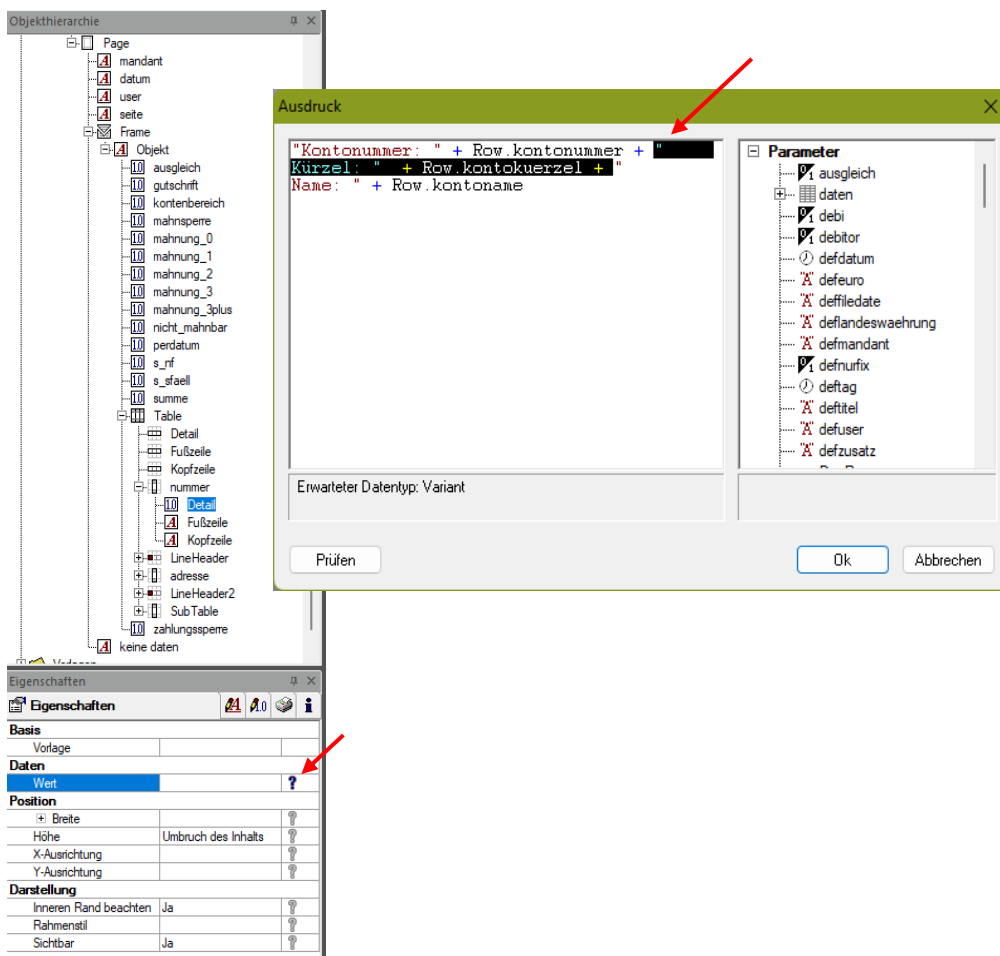 Objekthierarchie
Page
mandant
datum
user
seite
Frame
Objekt
ausgleich
gutschrift
kontenbereich
mahnsperre
mahnung_0
mahnung_1
mahnung_2
mahnung_3
mahnung_3plus
nicht_mahnbar
perdatum
s_nf
s_sfaell
summe
Table
Detail
Fußzeile
Kopfzeile
nummer
Detail
Fußzeile
Kopfzeile
LineHeader
adresse
LineHeader2
SubTable
zahlungssperre
keine daten
Ausdruck
"Kontonummer: " + Row.kontonummer + "
Kürzel: " + Row.kontokuerzel + "
Name: " + Row.kontoname
Erwarteter Datentyp: Variant
Parameter
ausgleich
daten
debi
debitor
defdatum
defeuro
deffiledate
deflandeswaehrung
defmandant
defnurfix
deftag
deftitel
defuser
defzusatz
Prüfen
Ok
Abbrechen
Eigenschaften
Eigenschaften
Basis
Vorlage
Daten
Wert ?
Position
Breite ?
Höhe Umbruch des Inhalts ?
X-Ausrichtung ?
Y-Ausrichtung ?
Darstellung
Inneren Rand beachten Ja ?
Rahmenstil ?
Sichtbar Ja ?